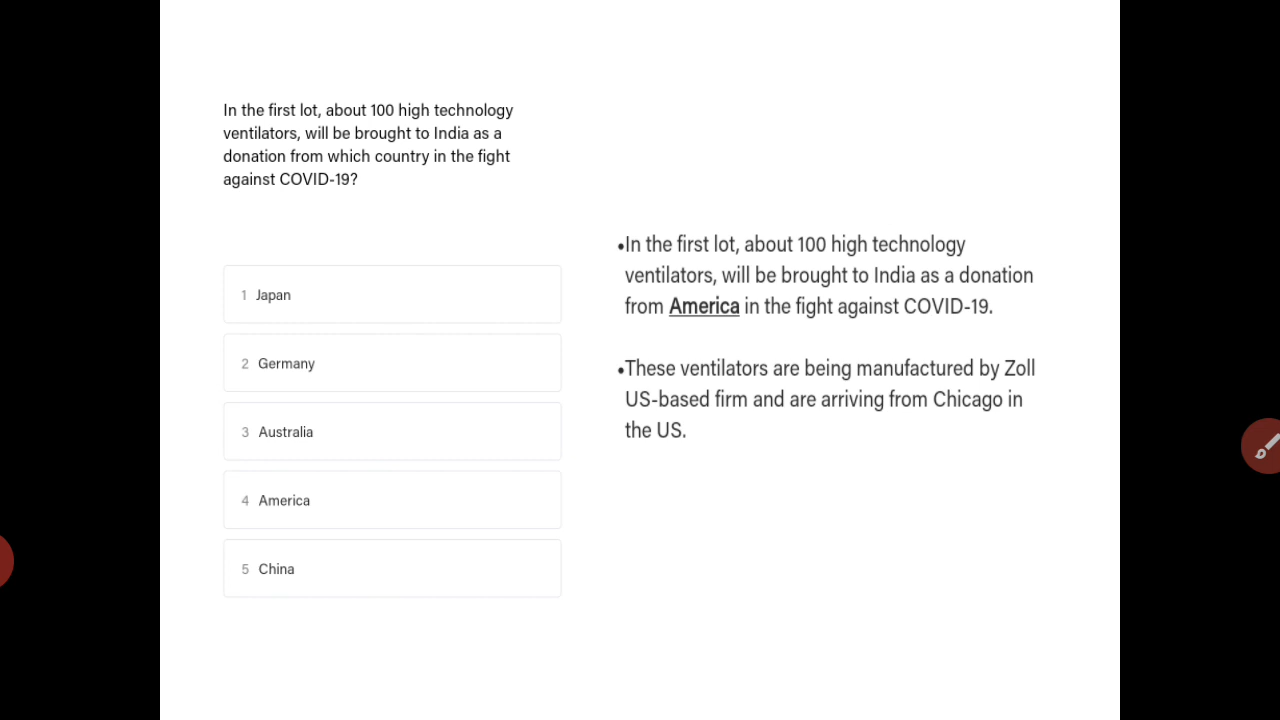 In the first lot, about 100 high technology
ventilators, will be brought to India as a
donation from which country in the fight
against COVID-19?
1 Japan
2 Germany
3 Australia
4 America
5 China
•In the first lot, about 100 high technology
ventilators, will be brought to India as a donation
from America in the fight against COVID-19.
•These ventilators are being manufactured by Zoll
US-based firm and are arriving from Chicago in
the US.